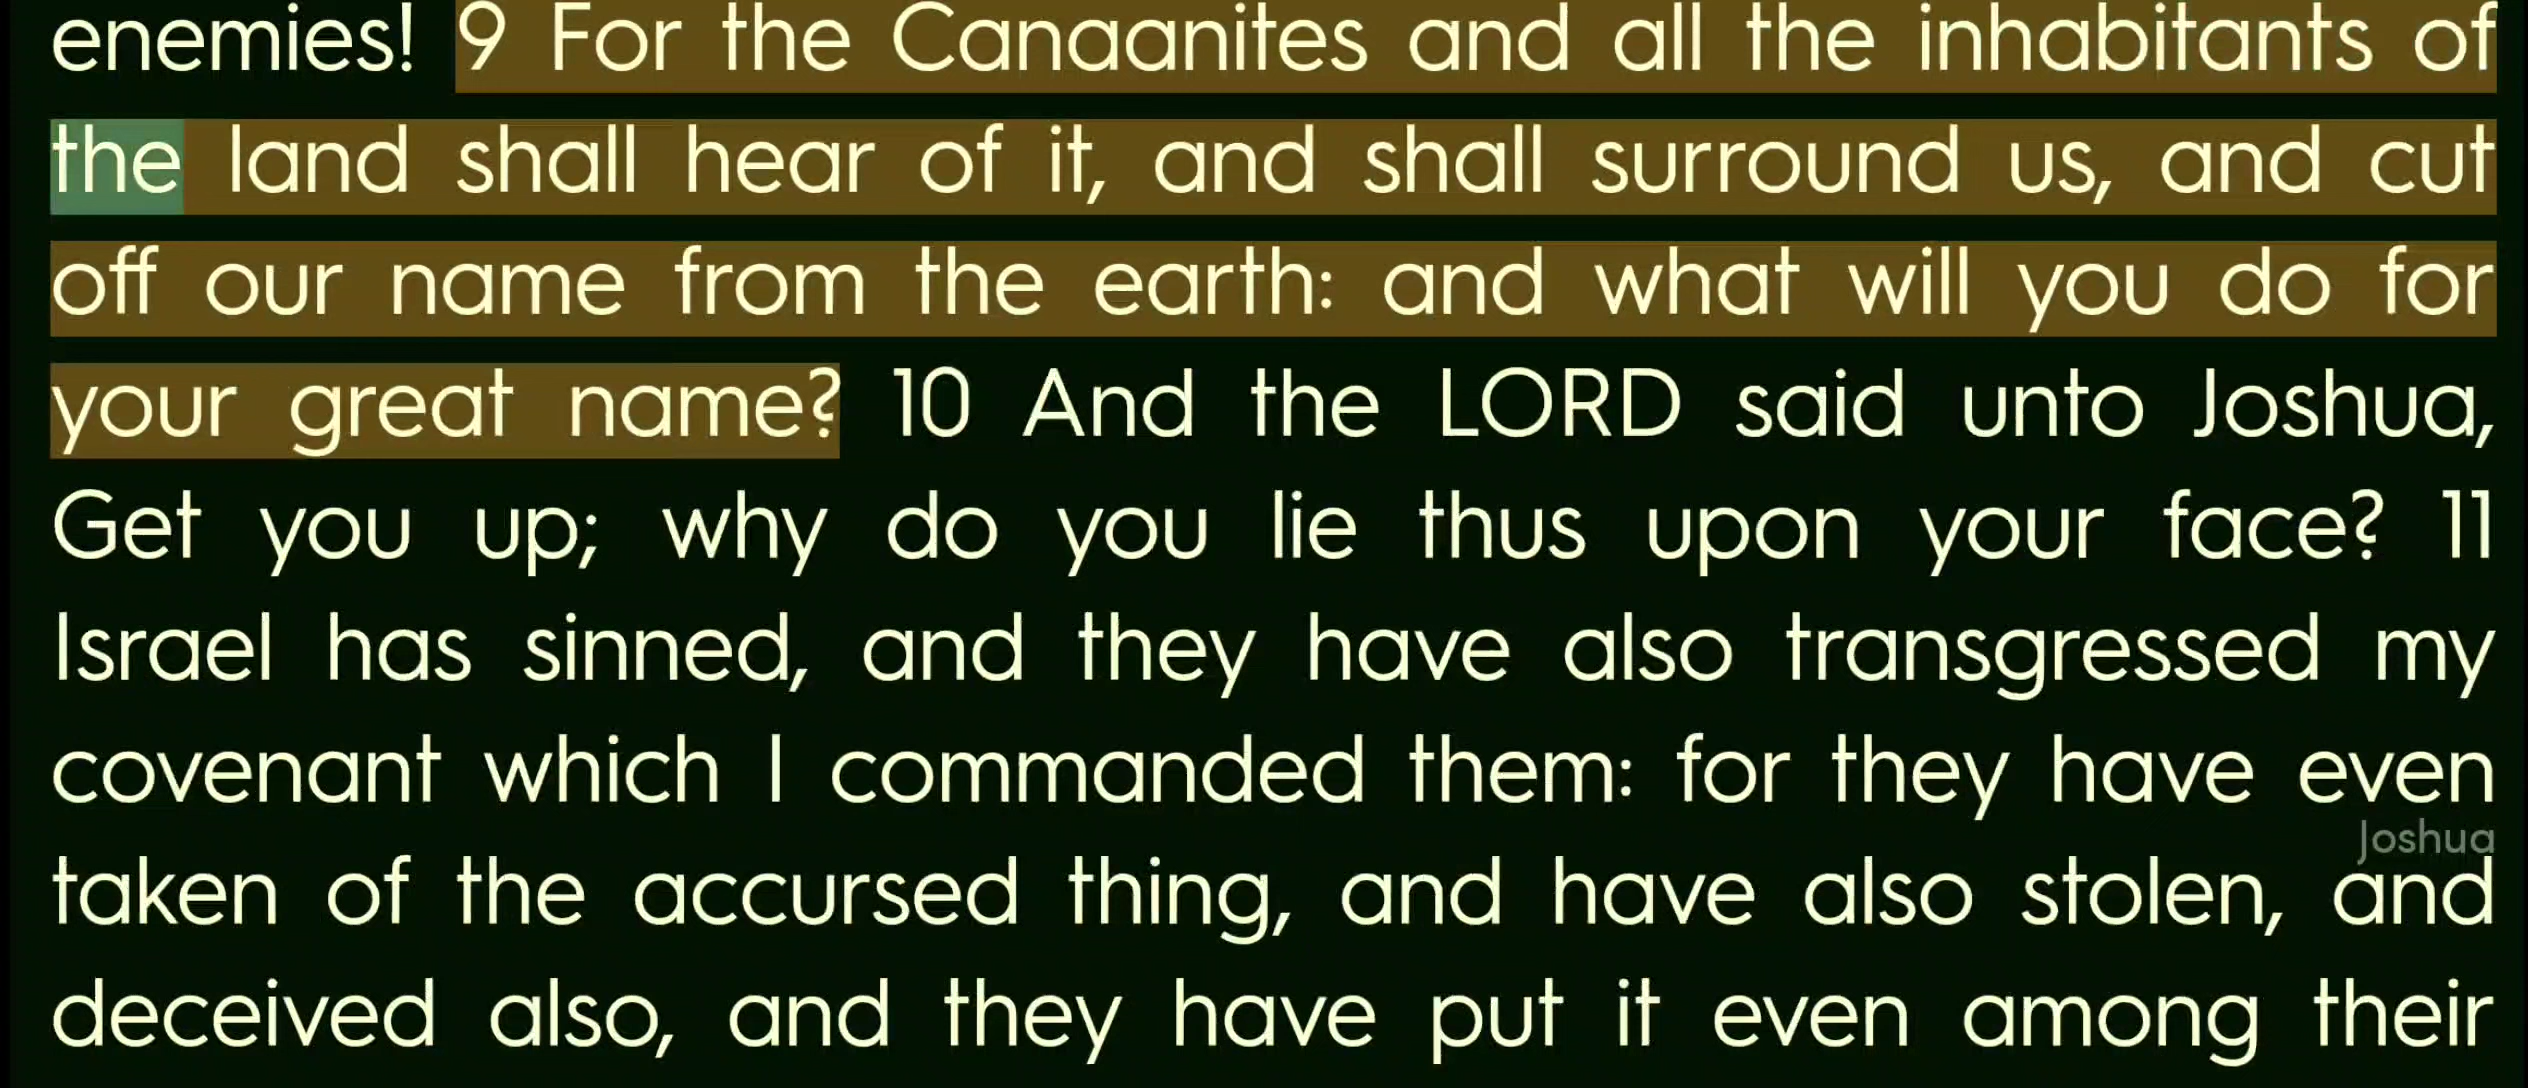 enemies! 9 For the Canaanites and all the inhabitants of
the land shall hear of it, and shall surround us, and cut
off our name from the earth: and what will you do for
your great name? 10 And the LORD said unto Joshua,
Get you up; why do you lie thus upon your face? 11
Israel has sinned, and they have also transgressed my
covenant which I commanded them: for they have even
Joshua
taken of the accursed thing, and have also stolen, and
deceived also, and they have put it even among their